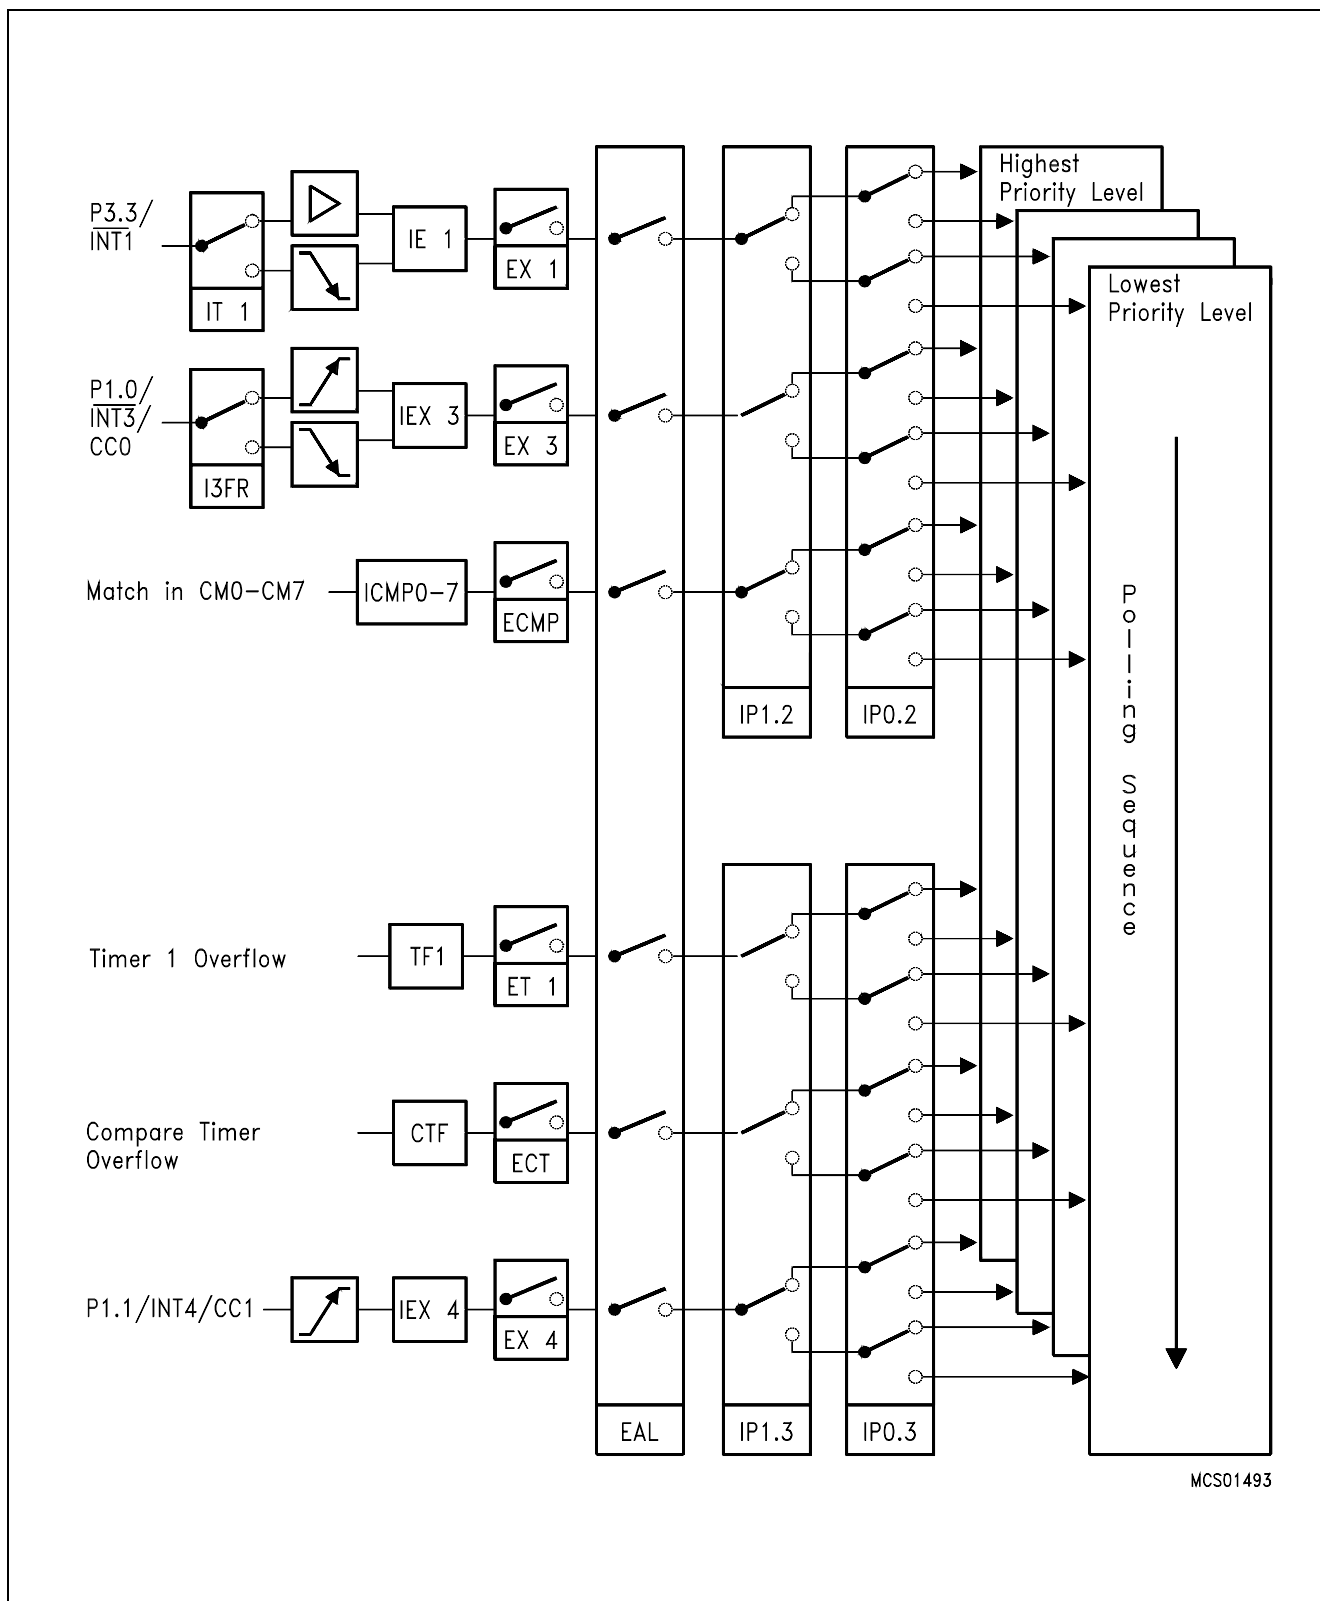 Highest
Priority Level
P3.3/
INT1
IE 1
EX 1
IT 1
Lowest
Priority Level
P1.0/
INT3/
CC0
IEX 3
EX 3
I3FR
Match in CM0-CM7
ICMP0-7
ECMP
IP1.2
IP0.2
Polling Sequence
Timer 1 Overflow
TF1
ET 1
Compare Timer
Overflow
CTF
ECT
P1.1/INT4/CC1
IEX 4
EX 4
EAL
IP1.3
IP0.3
MCS01493